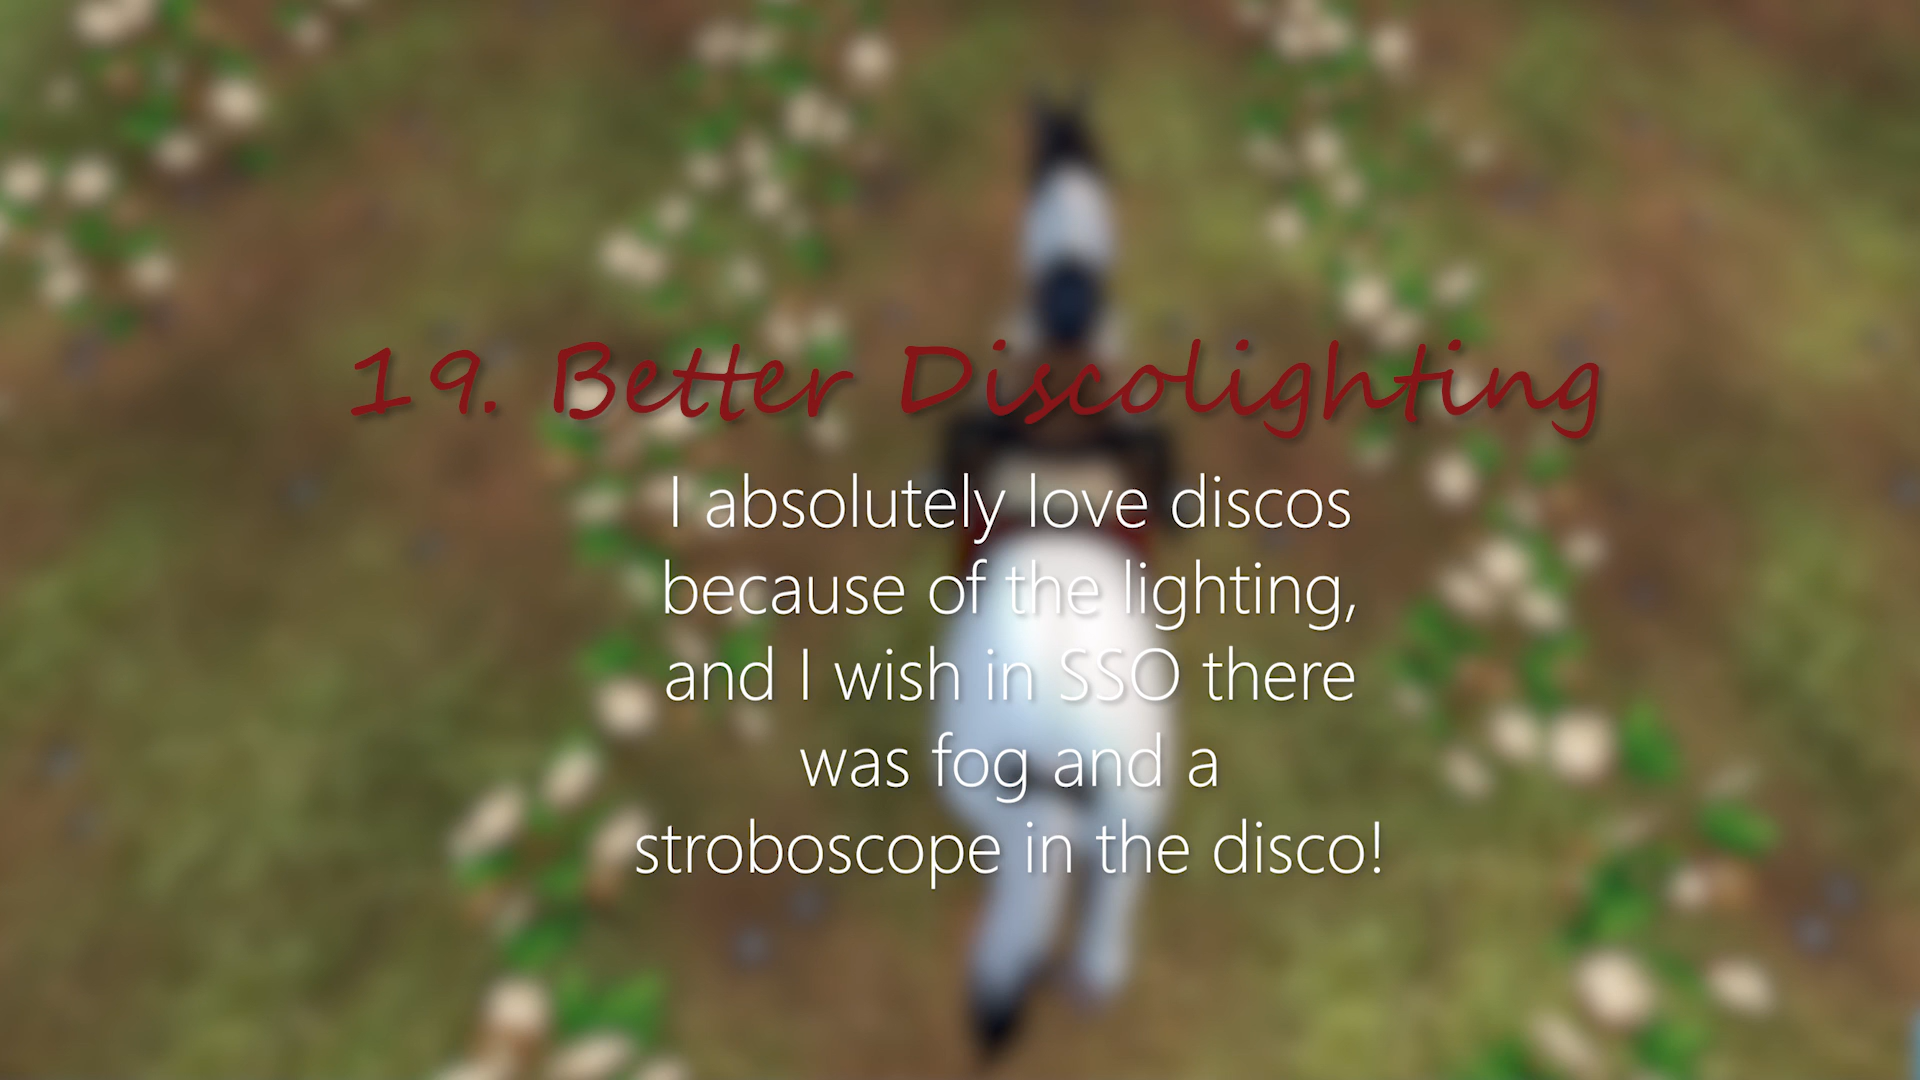 19. Better Discolighting
I absolutely love discos
because of the lighting,
and I wish in SSO there
was fog and a
stroboscope in the disco!